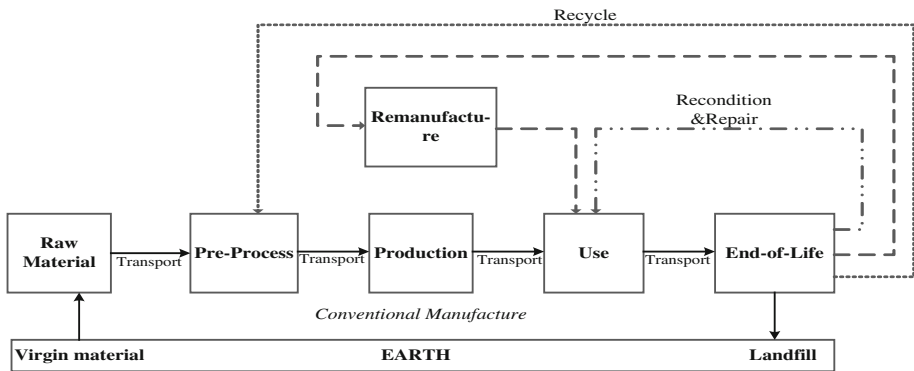 Recycle
Remanufactu-
re
Recondition
&Repair
Raw
Material
Transport
Pre-Process
Transport
Production
Transport
Use
Transport
End-of-Life
Conventional Manufacture
Virgin material
EARTH
Landfill